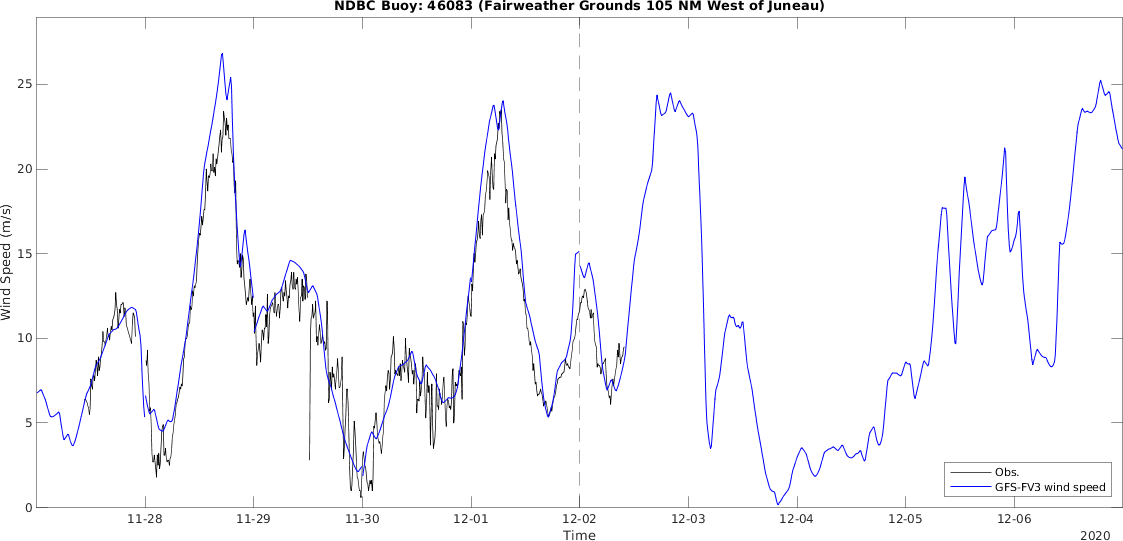 NDBC Buoy: 46083 (Fairweather Grounds 105 NM West of Juneau)
25
20
15
10
5
0
Wind Speed (m/s)
Obs.
GFS-FV3 wind speed
11-28 11-29 11-30 12-01 12-02 12-03 12-04 12-05 12-06
Time
2020